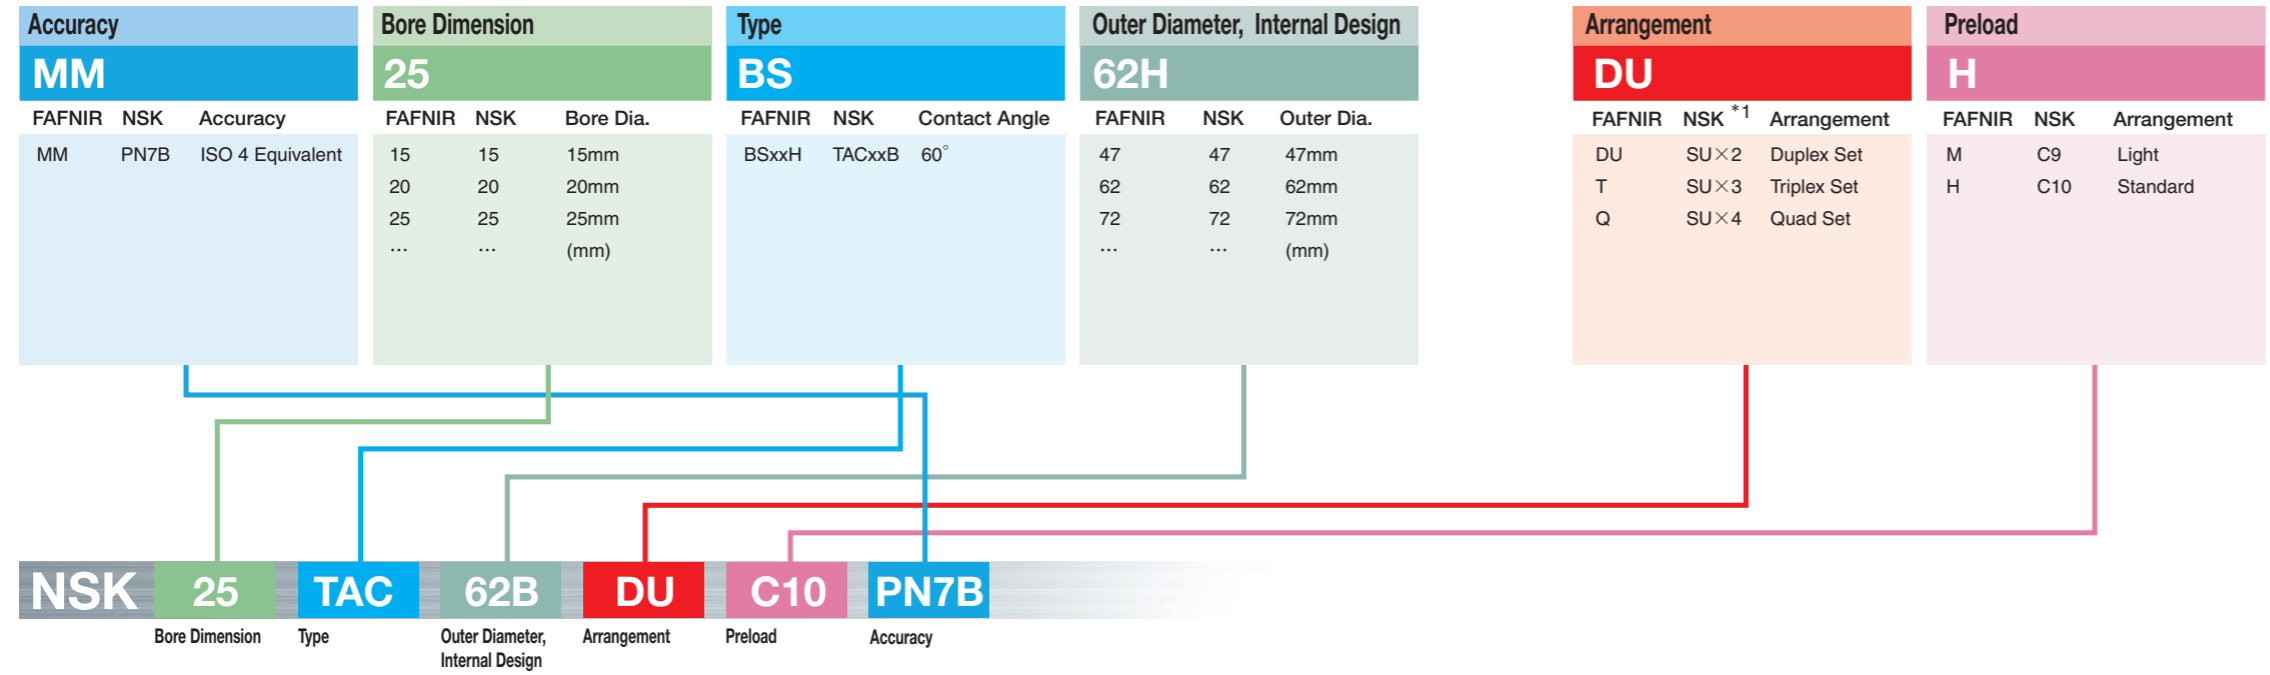 Accuracy Bore Dimension Type Outer Diameter, Internal Design Arrangement Preload
MM 25 BS 62H DU H
FAFNIR NSK Accuracy FAFNIR NSK Bore Dia. FAFNIR NSK Contact Angle FAFNIR NSK Outer Dia. FAFNIR NSK *1 Arrangement FAFNIR NSK Arrangement
MM PN7B ISO 4 Equivalent 15 15 15mm BSxxH TACxxB 60° 47 47 47mm DU SU×2 Duplex Set M C9 Light
20 20 20mm 62 62 62mm T SU×3 Triplex Set H C10 Standard
25 25 25mm 72 72 72mm Q SU×4 Quad Set
... ... (mm) ... ... (mm)
NSK 25 TAC 62B DU C10 PN7B
Bore Dimension Type Outer Diameter, Arrangement Preload Accuracy
Internal Design